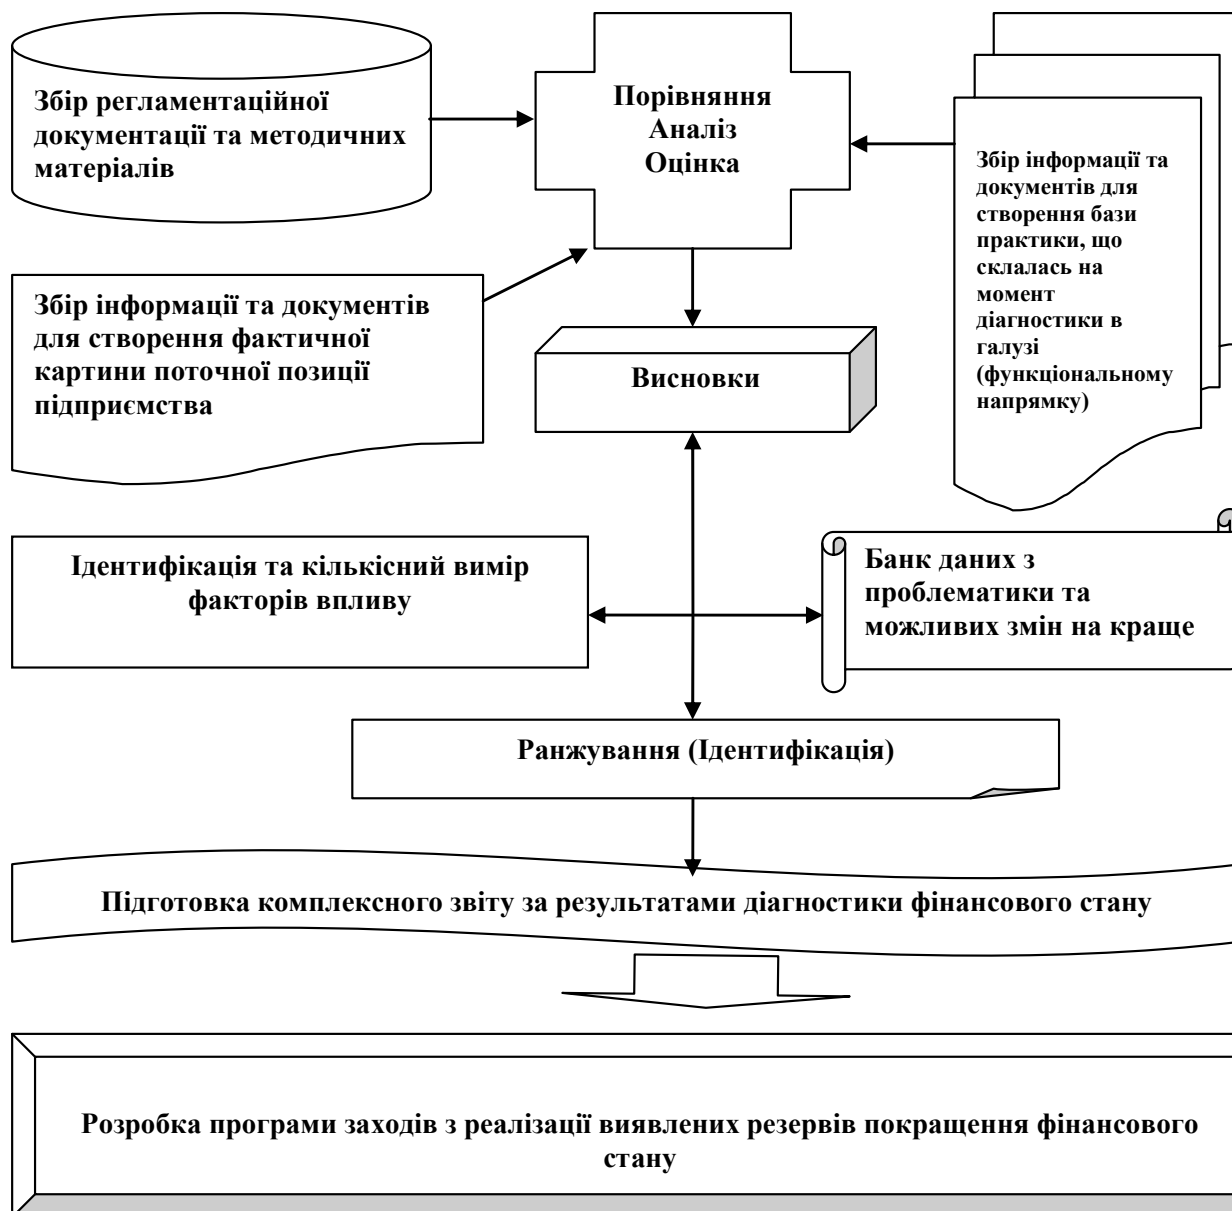 Збір регламентаційної
документації та методичних
матеріалів
Порівняння
Аналіз
Оцінка
Збір інформації та
документів для
створення бази
практики, що
склалась на
момент
діагностики в
галузі
(функціональному
напрямку)
Збір інформації та документів
для створення фактичної
картини поточної позиції
підприємства
Висновки
Ідентифікація та кількісний вимір
факторів впливу
Банк даних з
проблематики та
можливих змін на краще
Ранжування (Ідентифікація)
Підготовка комплексного звіту за результатами діагностики фінансового стану
Розробка програми заходів з реалізації виявлених резервів покращення фінансового
стану